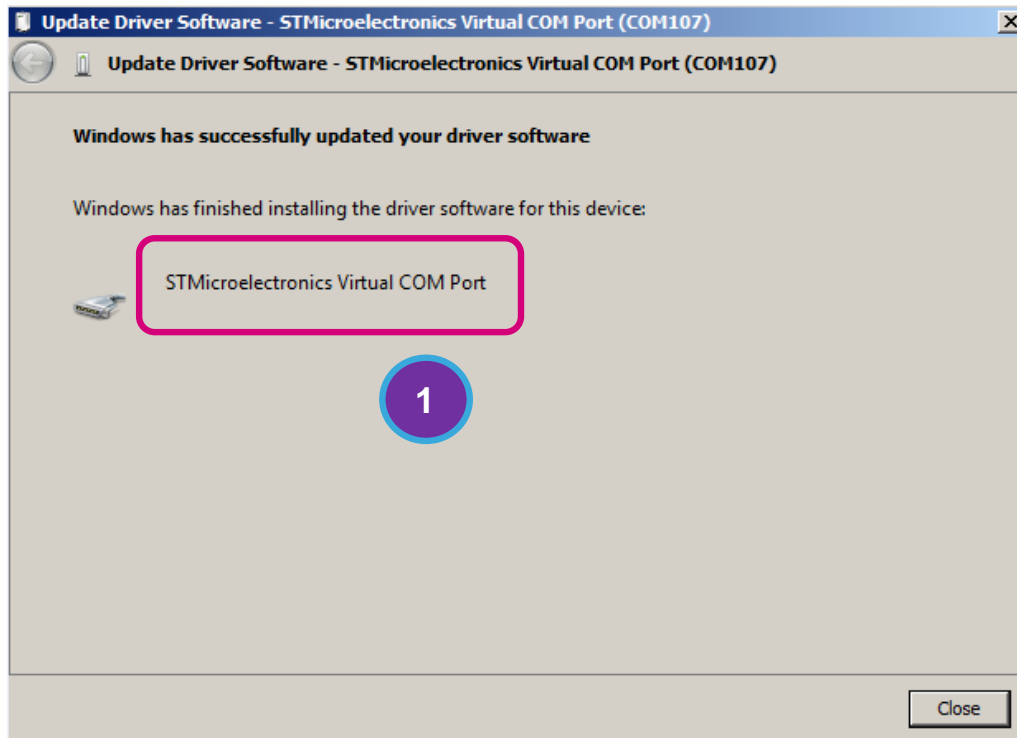 Update Driver Software - STMicroelectronics Virtual COM Port (COM107)
Update Driver Software - STMicroelectronics Virtual COM Port (COM107)
Windows has successfully updated your driver software
Windows has finished installing the driver software for this device:
STMicroelectronics Virtual COM Port
1
Close